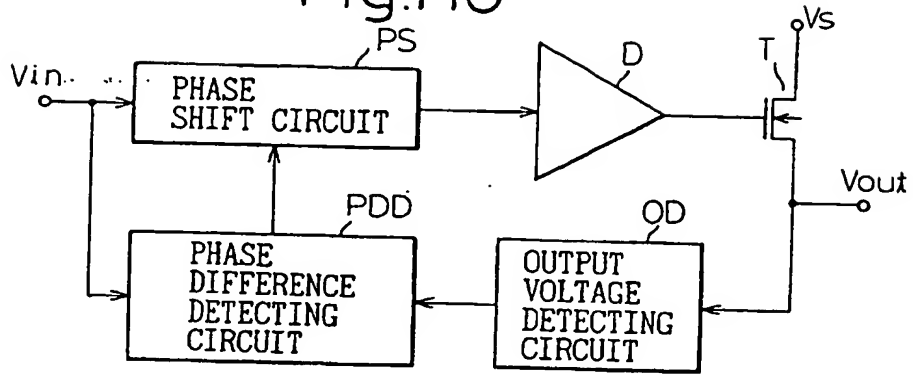 PS
Vin
PHASE
SHIFT CIRCUIT
D
T
Vs
Vout
PDD
PHASE
DIFFERENCE
DETECTING
CIRCUIT
OD
OUTPUT
VOLTAGE
DETECTING
CIRCUIT